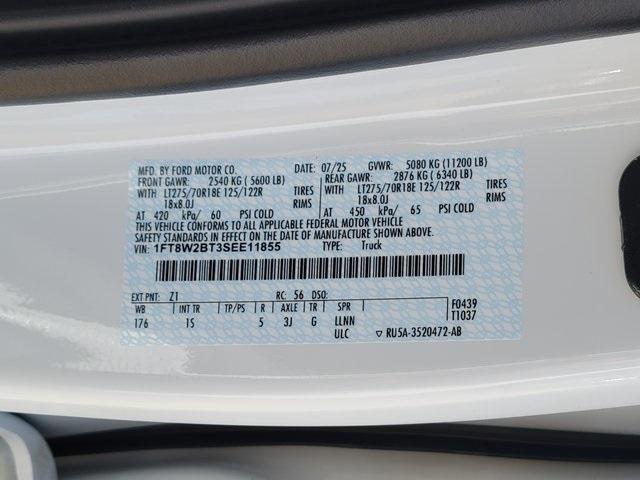 MFD. BY FORD MOTOR CO. DATE: 07/25 GVWR: 5080 KG (11200 LB)
FRONT GAWR: 2540 KG ( 5600 LB) REAR GAWR: 2876 KG ( 6340 LB)
WITH LT275/70R18E 125/122R TIRES WITH LT275/70R18E 125/122R TIRES
18x8.0J RIMS 18x8.0J RIMS
AT 420 kPa/ 60 PSI COLD AT 450 kPa/ 65 PSI COLD
THIS VEHICLE CONFORMS TO ALL APPLICABLE FEDERAL MOTOR VEHICLE
SAFETY STANDARDS IN EFFECT ON THE DATE OF MANUFACTURE SHOWN ABOVE.
VIN: 1FT8W2BT3SEE11855 TYPE: Truck
EXT PNT: Z1 RC: 56 DSO: F0439
WB INT TR TP/PS R AXLE TR SPR T1037
176 1S 5 3J G LLNN
ULC RU5A-3520472-AB